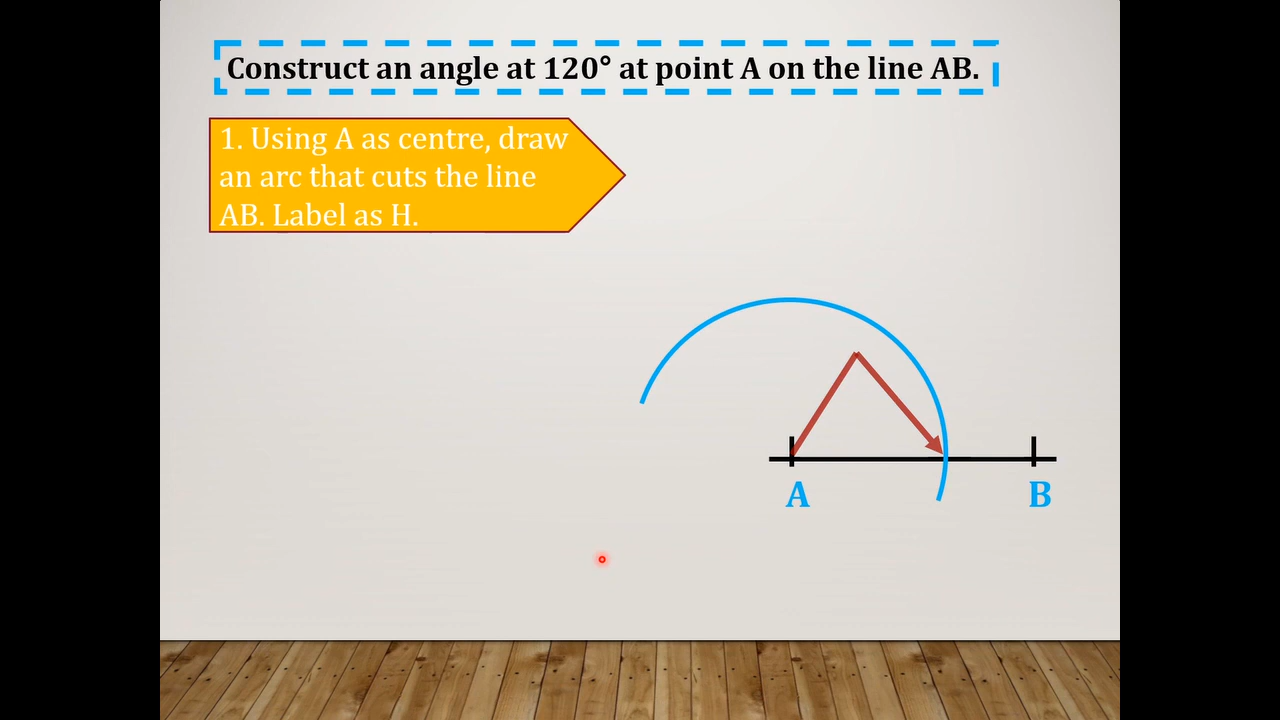 Construct an angle at 120° at point A on the line AB.
1. Using A as centre, draw
an arc that cuts the line
AB. Label as H.
A B